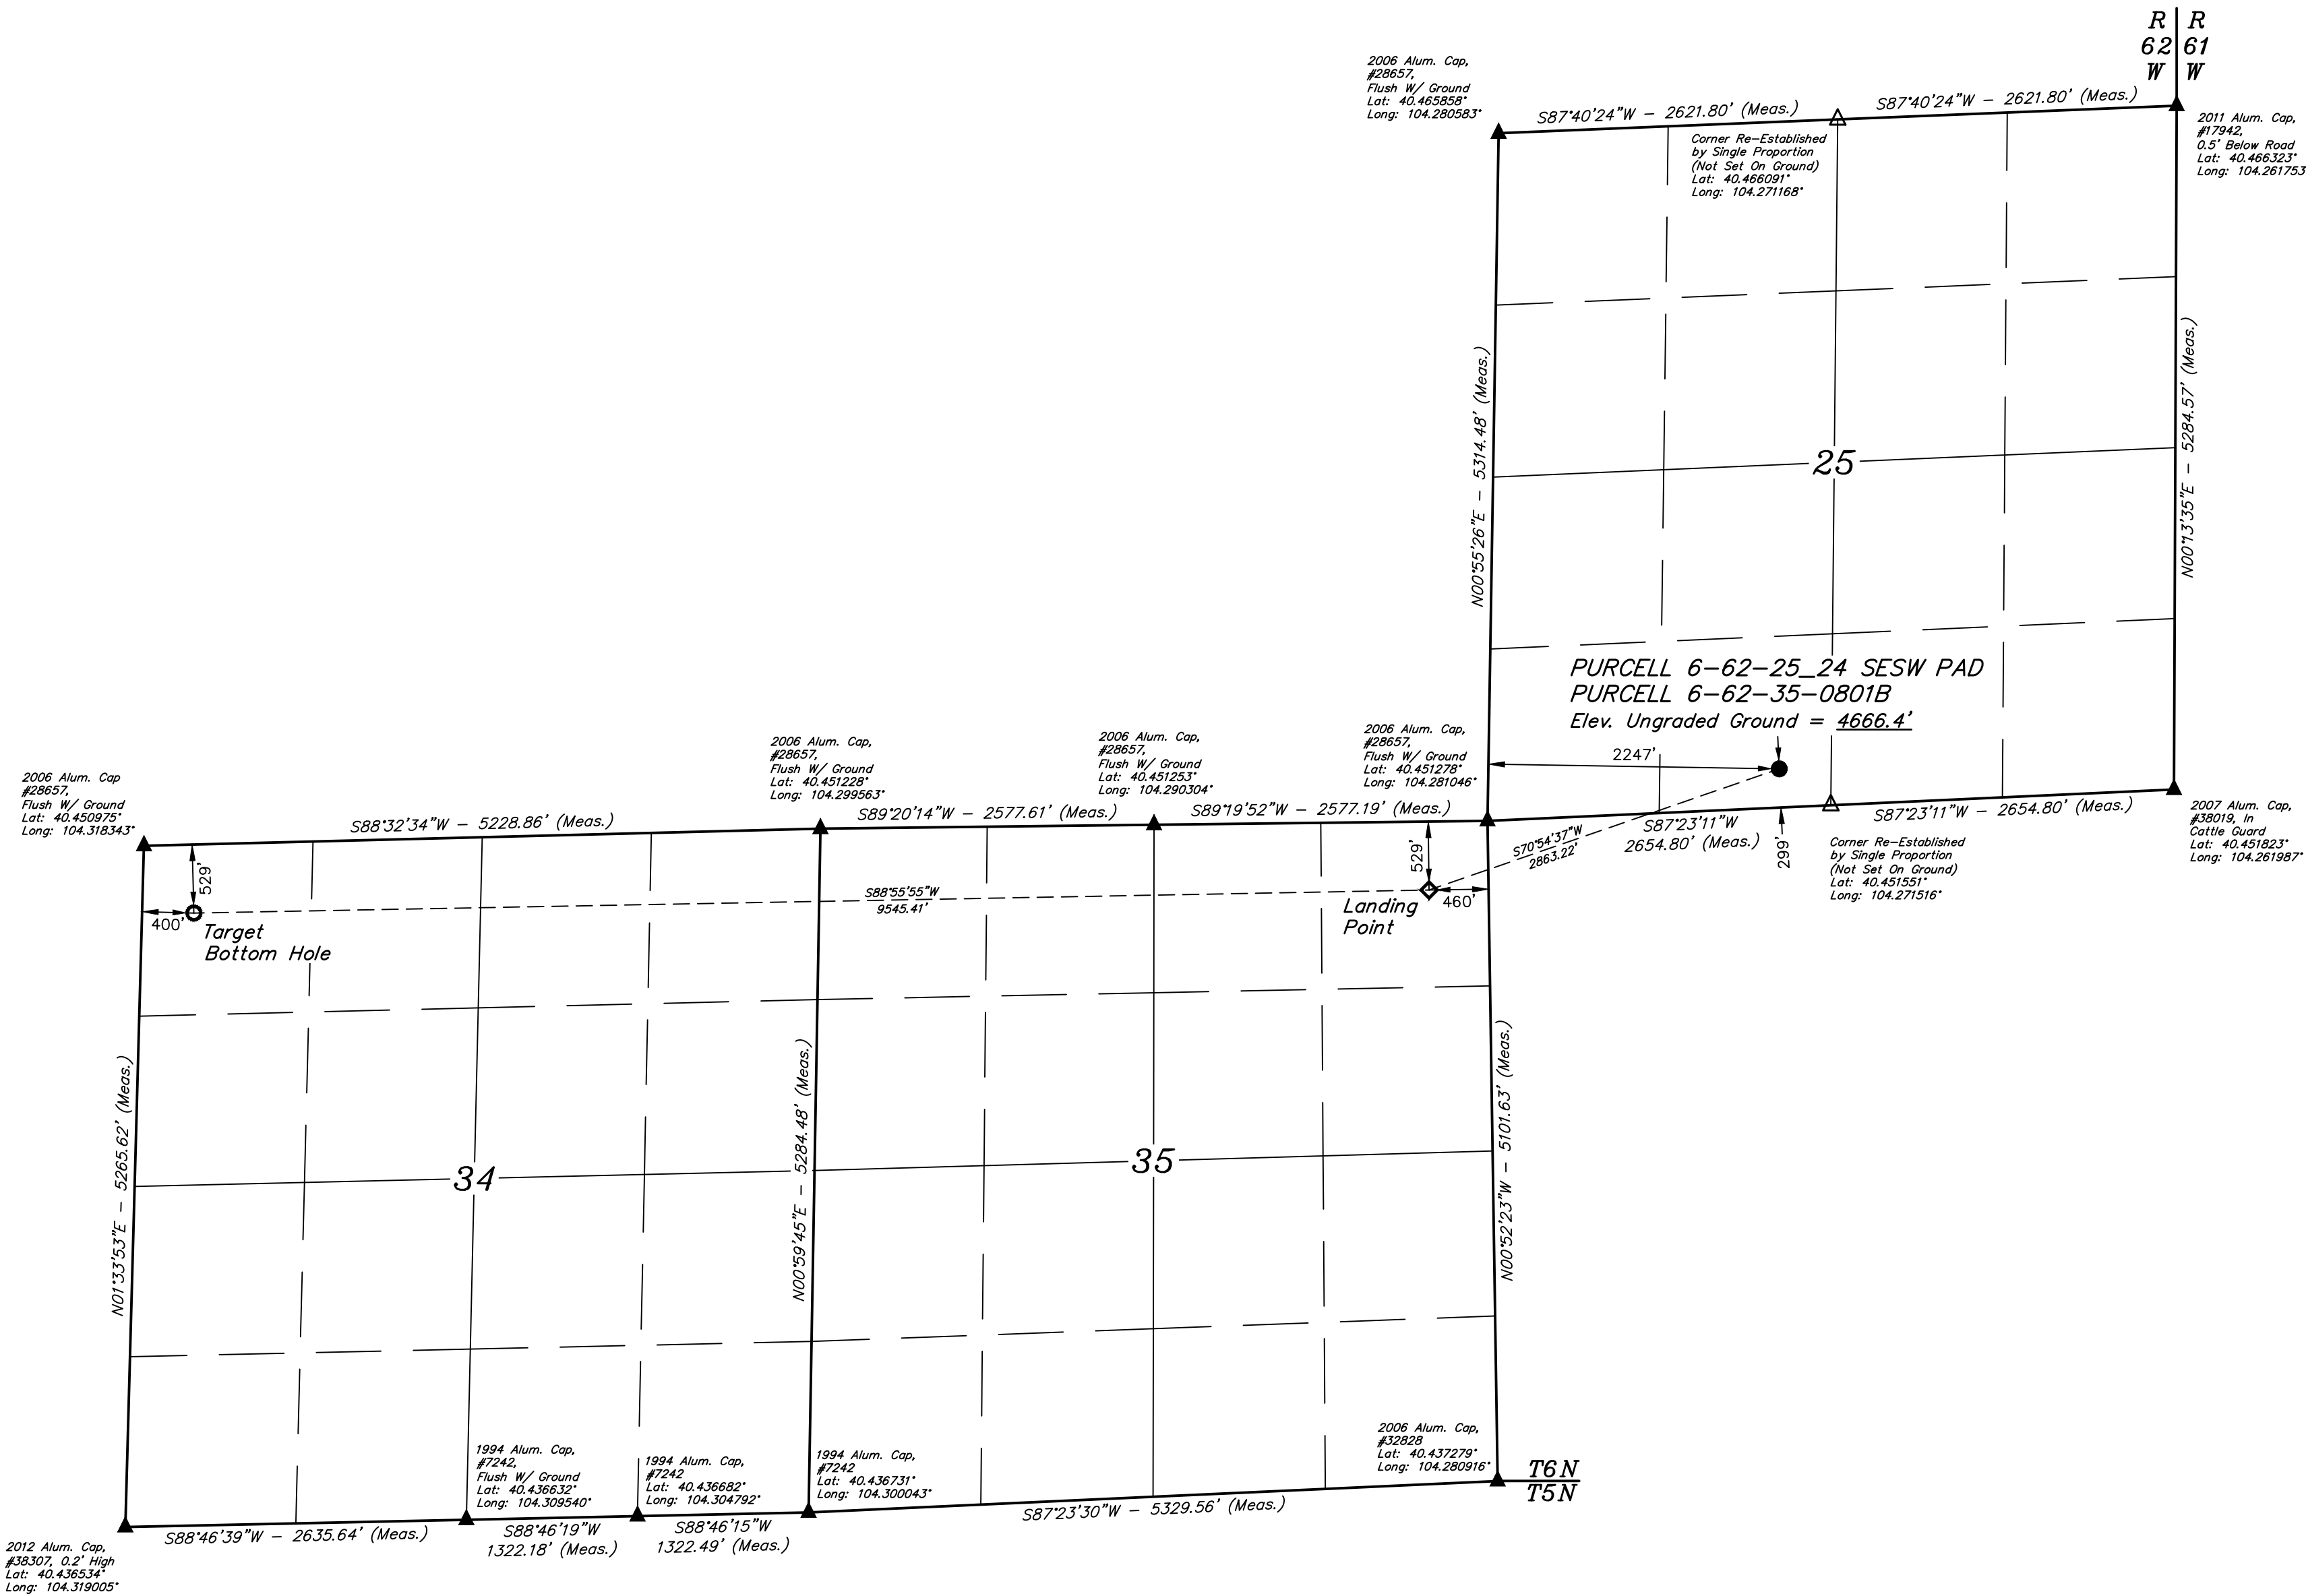 R R
62 61
W W
2006 Alum. Cap,
#28657,
Flush W/ Ground
Lat: 40.465858°
Long: 104.280583°
S87°40'24"W - 2621.80' (Meas.)
S87°40'24"W - 2621.80' (Meas.)
2011 Alum. Cap,
#17942,
0.5' Below Road
Lat: 40.466323°
Long: 104.261753
Corner Re-Established
by Single Proportion
(Not Set On Ground)
Lat: 40.466091°
Long: 104.271168°
N00°55'26"E - 5314.48' (Meas.)
N00°13'35"E - 5284.57' (Meas.)
25
PURCELL 6-62-25_24 SESW PAD
PURCELL 6-62-35-0801B
Elev. Ungraded Ground = 4666.4'
2247'
2006 Alum. Cap
#28657,
Flush W/ Ground
Lat: 40.450975°
Long: 104.318343°
2006 Alum. Cap,
#28657,
Flush W/ Ground
Lat: 40.451228°
Long: 104.299563°
2006 Alum. Cap,
#28657,
Flush W/ Ground
Lat: 40.451253°
Long: 104.290304°
2006 Alum. Cap,
#28657,
Flush W/ Ground
Lat: 40.451278°
Long: 104.281046°
S88°32'34"W - 5228.86' (Meas.)
S89°20'14"W - 2577.61' (Meas.)
S89°19'52"W - 2577.19' (Meas.)
S87°23'11"W
2654.80' (Meas.)
S87°23'11"W - 2654.80' (Meas.)
299'
2007 Alum. Cap,
#38019, In
Cattle Guard
Lat: 40.451823°
Long: 104.261987°
Corner Re-Established
by Single Proportion
(Not Set On Ground)
Lat: 40.451551°
Long: 104.271516°
S70°54'37"W
2863.22'
529'
400'
Target
Bottom Hole
S88°55'55"W
9545.41'
529'
460'
Landing
Point
N01°33'53"E - 5265.62' (Meas.)
34
N00°59'45"E - 5284.48' (Meas.)
35
N00°52'23"W - 5101.63' (Meas.)
1994 Alum. Cap,
#7242,
Flush W/ Ground
Lat: 40.436632°
Long: 104.309540°
1994 Alum. Cap,
#7242
Lat: 40.436682°
Long: 104.304792°
1994 Alum. Cap,
#7242
Lat: 40.436731°
Long: 104.300043°
2006 Alum. Cap,
#32828
Lat: 40.437279°
Long: 104.280916°
T6N
T5N
S88°46'39"W - 2635.64' (Meas.)
S88°46'19"W
1322.18' (Meas.)
S88°46'15"W
1322.49' (Meas.)
S87°23'30"W - 5329.56' (Meas.)
2012 Alum. Cap,
#38307, 0.2' High
Lat: 40.436534°
Long: 104.319005°